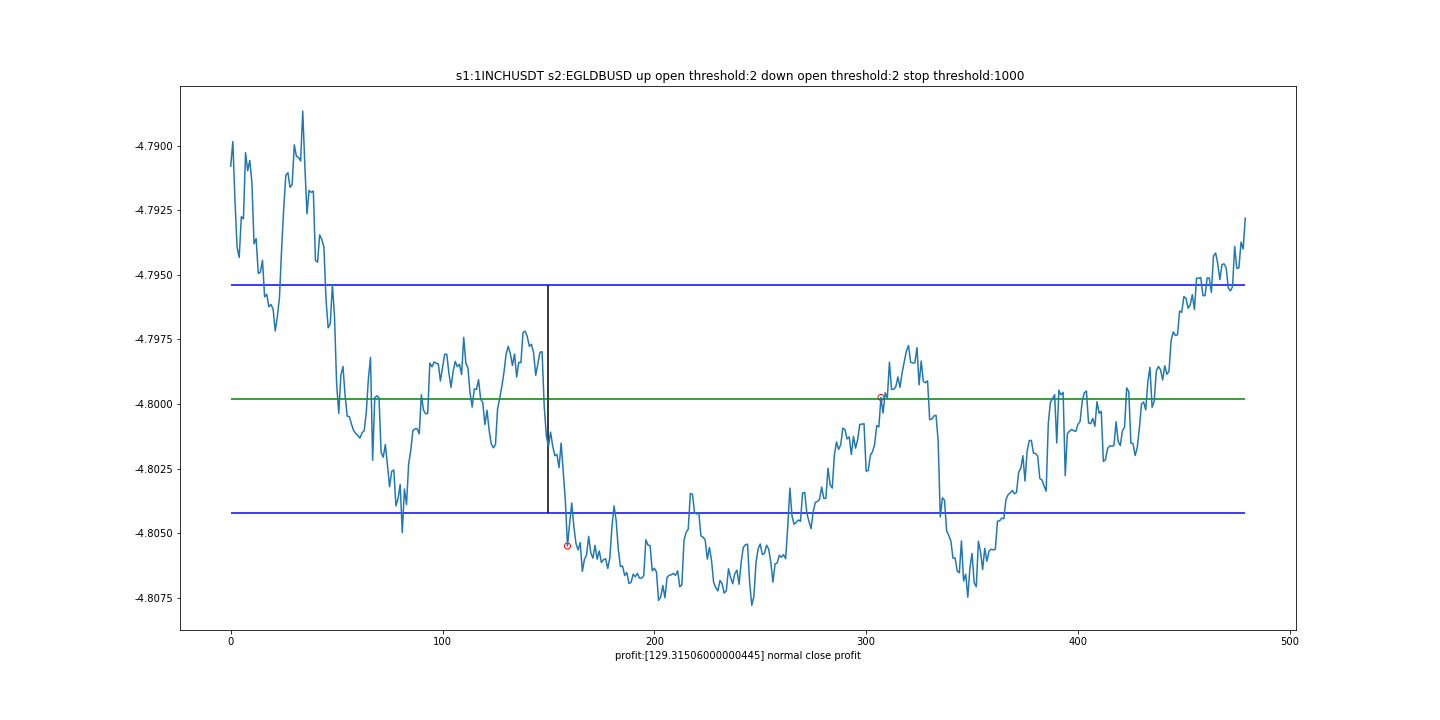 s1:1INCHUSDT s2:EGLDBUSD up open threshold:2 down open threshold:2 stop threshold:1000
-4.7900
-4.7925
-4.7950
-4.7975
-4.8000
-4.8025
-4.8050
-4.8075
0 100 200 300 400 500
profit:[129.31506000000445] normal close profit